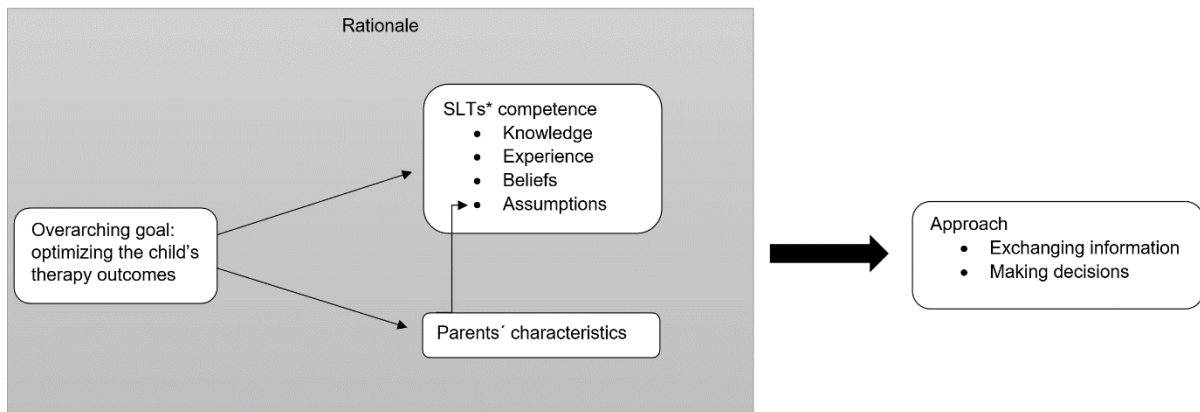 Rationale
SLTs* competence
• Knowledge
• Experience
• Beliefs
• Assumptions
Overarching goal:
optimizing the child's
therapy outcomes
Parents´ characteristics
Approach
• Exchanging information
• Making decisions